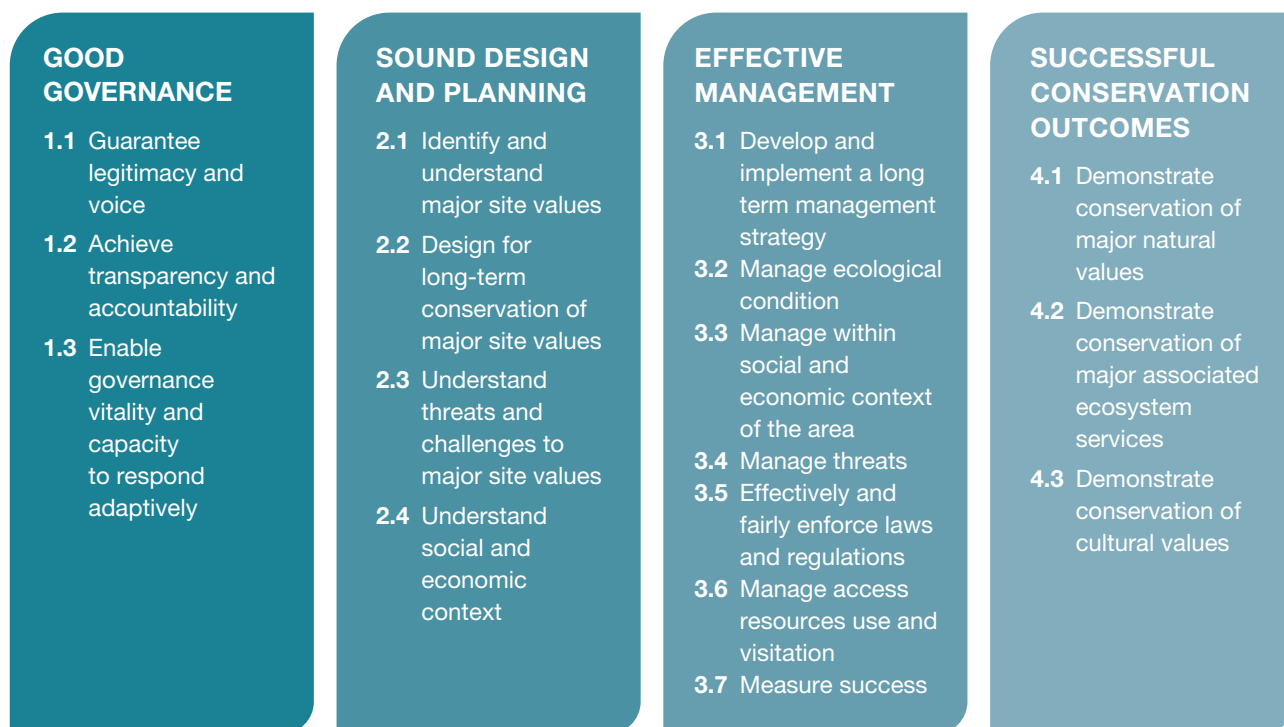 GOOD
GOVERNANCE
1.1 Guarantee
legitimacy and
voice
1.2 Achieve
transparency and
accountability
1.3 Enable
governance
vitality and
capacity
to respond
adaptively
SOUND DESIGN
AND PLANNING
2.1 Identify and
understand
major site values
2.2 Design for
long-term
conservation of
major site values
2.3 Understand
threats and
challenges to
major site values
2.4 Understand
social and
economic
context
EFFECTIVE
MANAGEMENT
3.1 Develop and
implement a long
term management
strategy
3.2 Manage ecological
condition
3.3 Manage within
social and
economic context
of the area
3.4 Manage threats
3.5 Effectively and
fairly enforce laws
and regulations
3.6 Manage access
resources use and
visitation
3.7 Measure success
SUCCESSFUL
CONSERVATION
OUTCOMES
4.1 Demonstrate
conservation of
major natural
values
4.2 Demonstrate
conservation of
major associated
ecosystem
services
4.3 Demonstrate
conservation of
cultural values